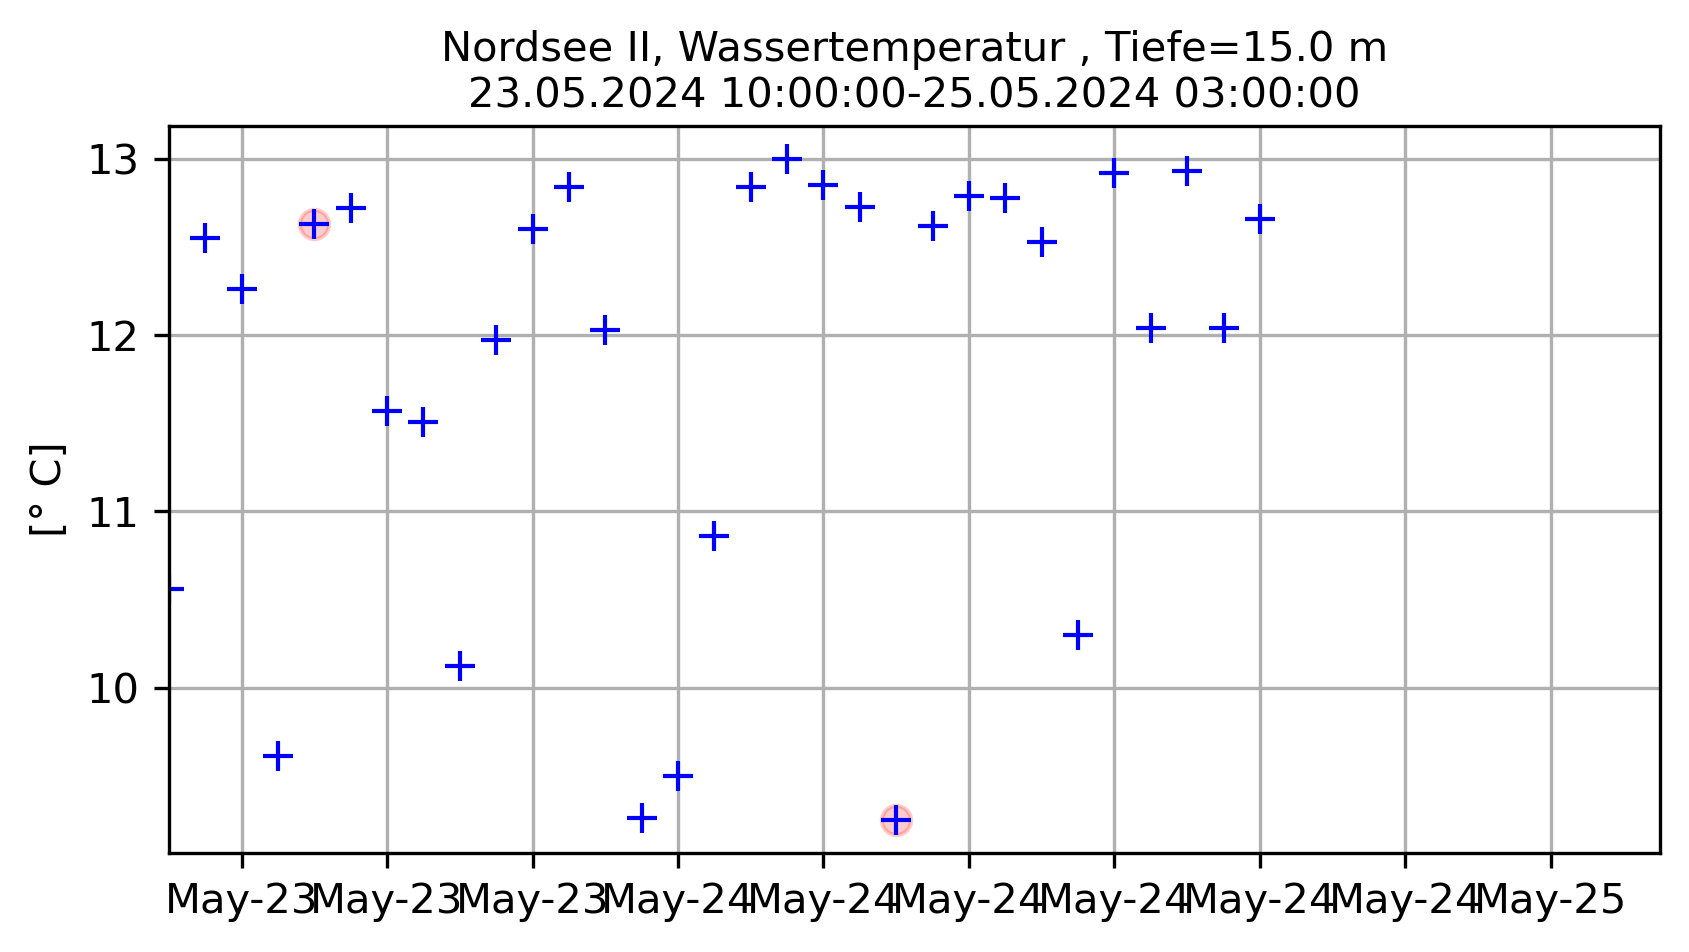 Nordsee II, Wassertemperatur , Tiefe=15.0 m
23.05.2024 10:00:00-25.05.2024 03:00:00
13
12
11
10
[° C]
May-23 May-23 May-23 May-24 May-24 May-24 May-24 May-24 May-24 May-25